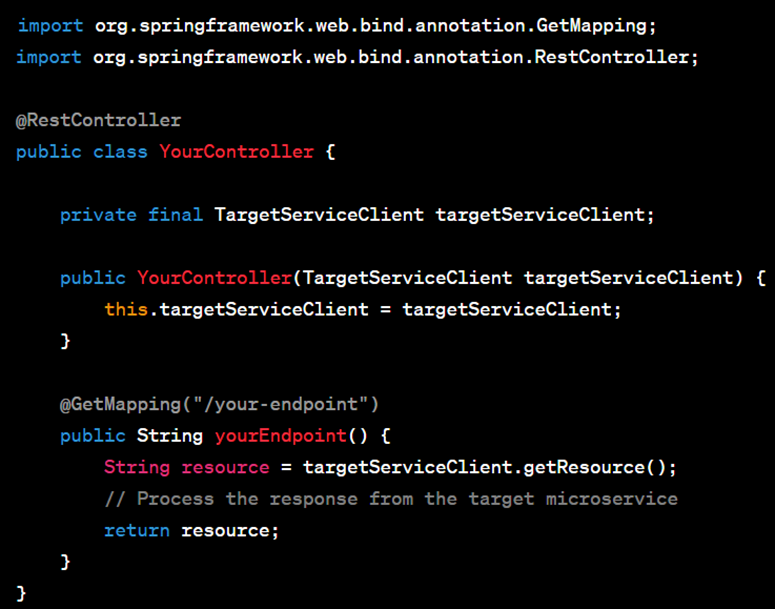 import org.springframework.web.bind.annotation.GetMapping;
import org.springframework.web.bind.annotation.RestController;
@RestController
public class YourController {
private final TargetServiceClient targetServiceClient;
public YourController(TargetServiceClient targetServiceClient) {
this.targetServiceClient = targetServiceClient;
}
@GetMapping("/your-endpoint")
public String yourEndpoint() {
String resource = targetServiceClient.getResource();
// Process the response from the target microservice
return resource;
}
}